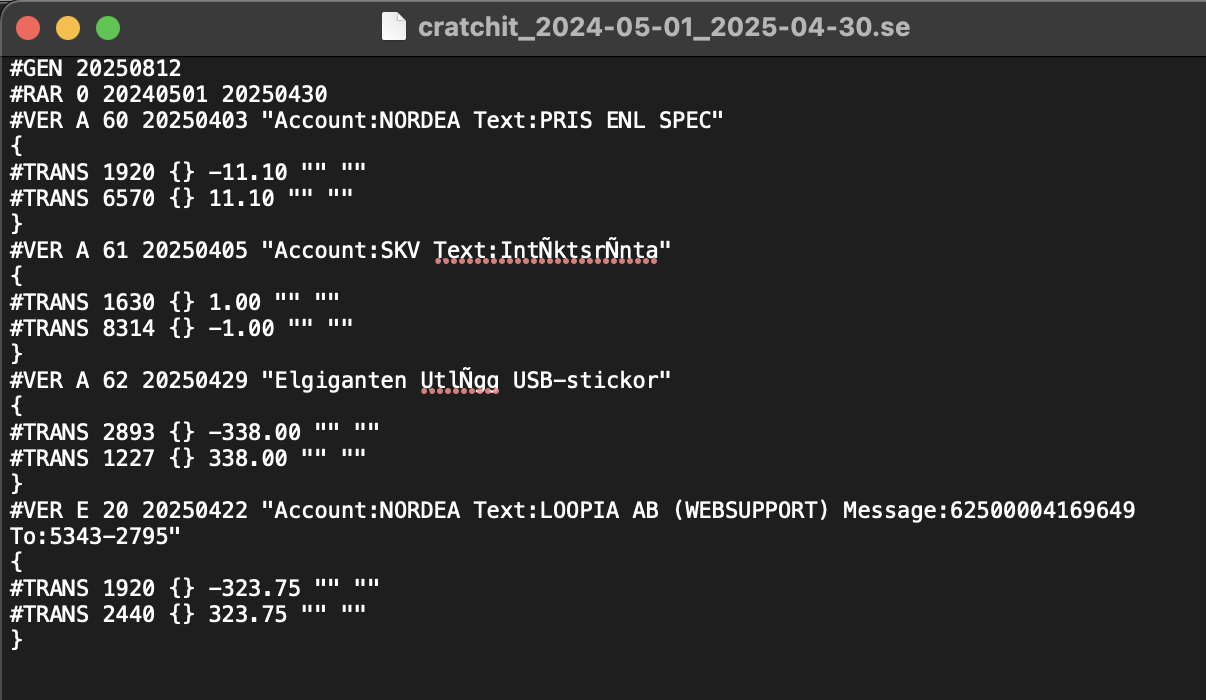 cratchit_2024-05-01_2025-04-30.se
#GEN 20250812
#RAR 0 20240501 20250430
#VER A 60 20250403 "Account:NORDEA Text:PRIS ENL SPEC"
{
#TRANS 1920 {} -11.10 "" ""
#TRANS 6570 {} 11.10 "" ""
}
#VER A 61 20250405 "Account:SKV Text:IntÑktsrÑnta"
{
#TRANS 1630 {} 1.00 "" ""
#TRANS 8314 {} -1.00 "" ""
}
#VER A 62 20250429 "Elgiganten UtlÑgg USB-stickor"
{
#TRANS 2893 {} -338.00 "" ""
#TRANS 1227 {} 338.00 "" ""
}
#VER E 20 20250422 "Account:NORDEA Text:LOOPIA AB (WEBSUPPORT) Message:62500004169649
To:5343-2795"
{
#TRANS 1920 {} -323.75 "" ""
#TRANS 2440 {} 323.75 "" ""
}